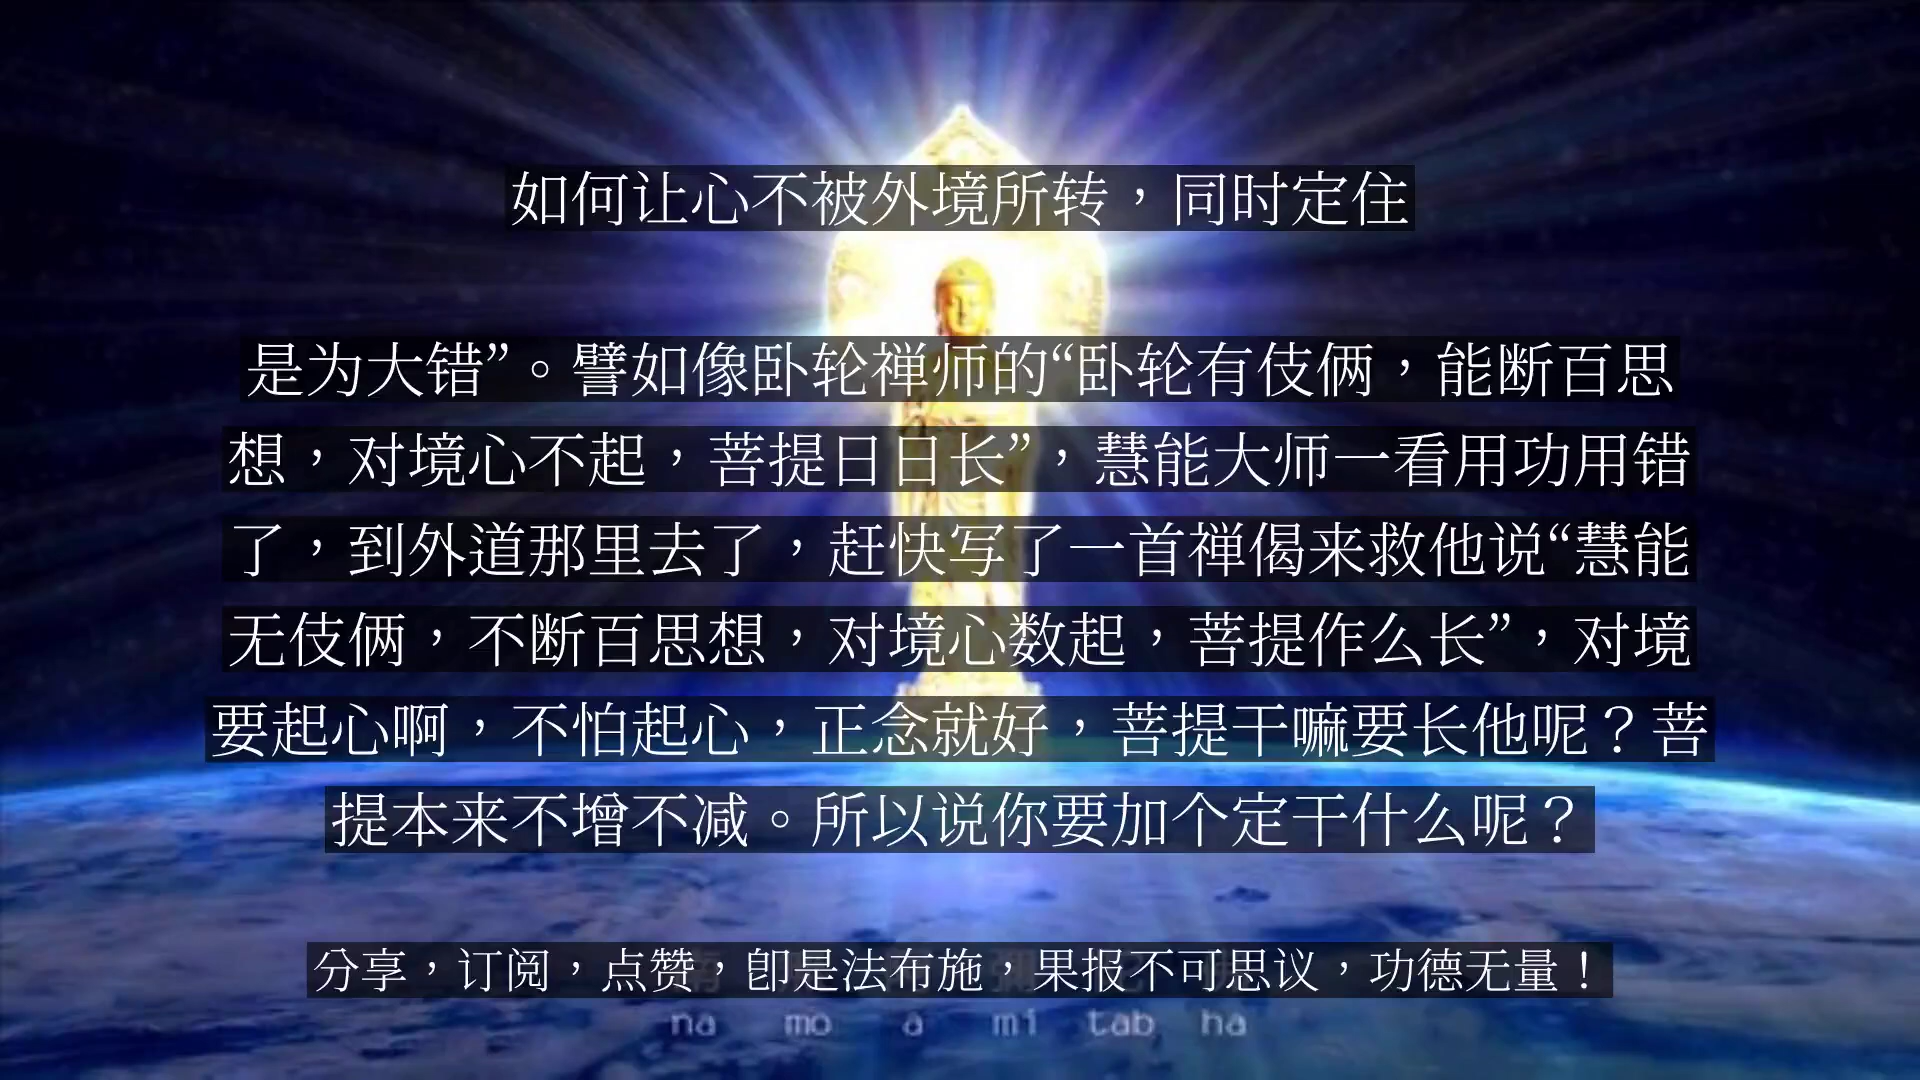 如何让心不被外境所转，同时定住
是为大错”。譬如像卧轮禅师的“卧轮有伎俩，能断百思
想，对境心不起，菩提日日长”，慧能大师一看用功用错
了，到外道那里去了，赶快写了一首禅偈来救他说“慧能
无伎俩，不断百思想，对境心数起，菩提作么长”，对境
要起心啊，不怕起心，正念就好，菩提干嘛要长他呢？菩
提本来不增不减。所以说你要加个定干什么呢？
分享，订阅，点赞，即是法布施，果报不可思议，功德无量！
na mo a mi tab ha